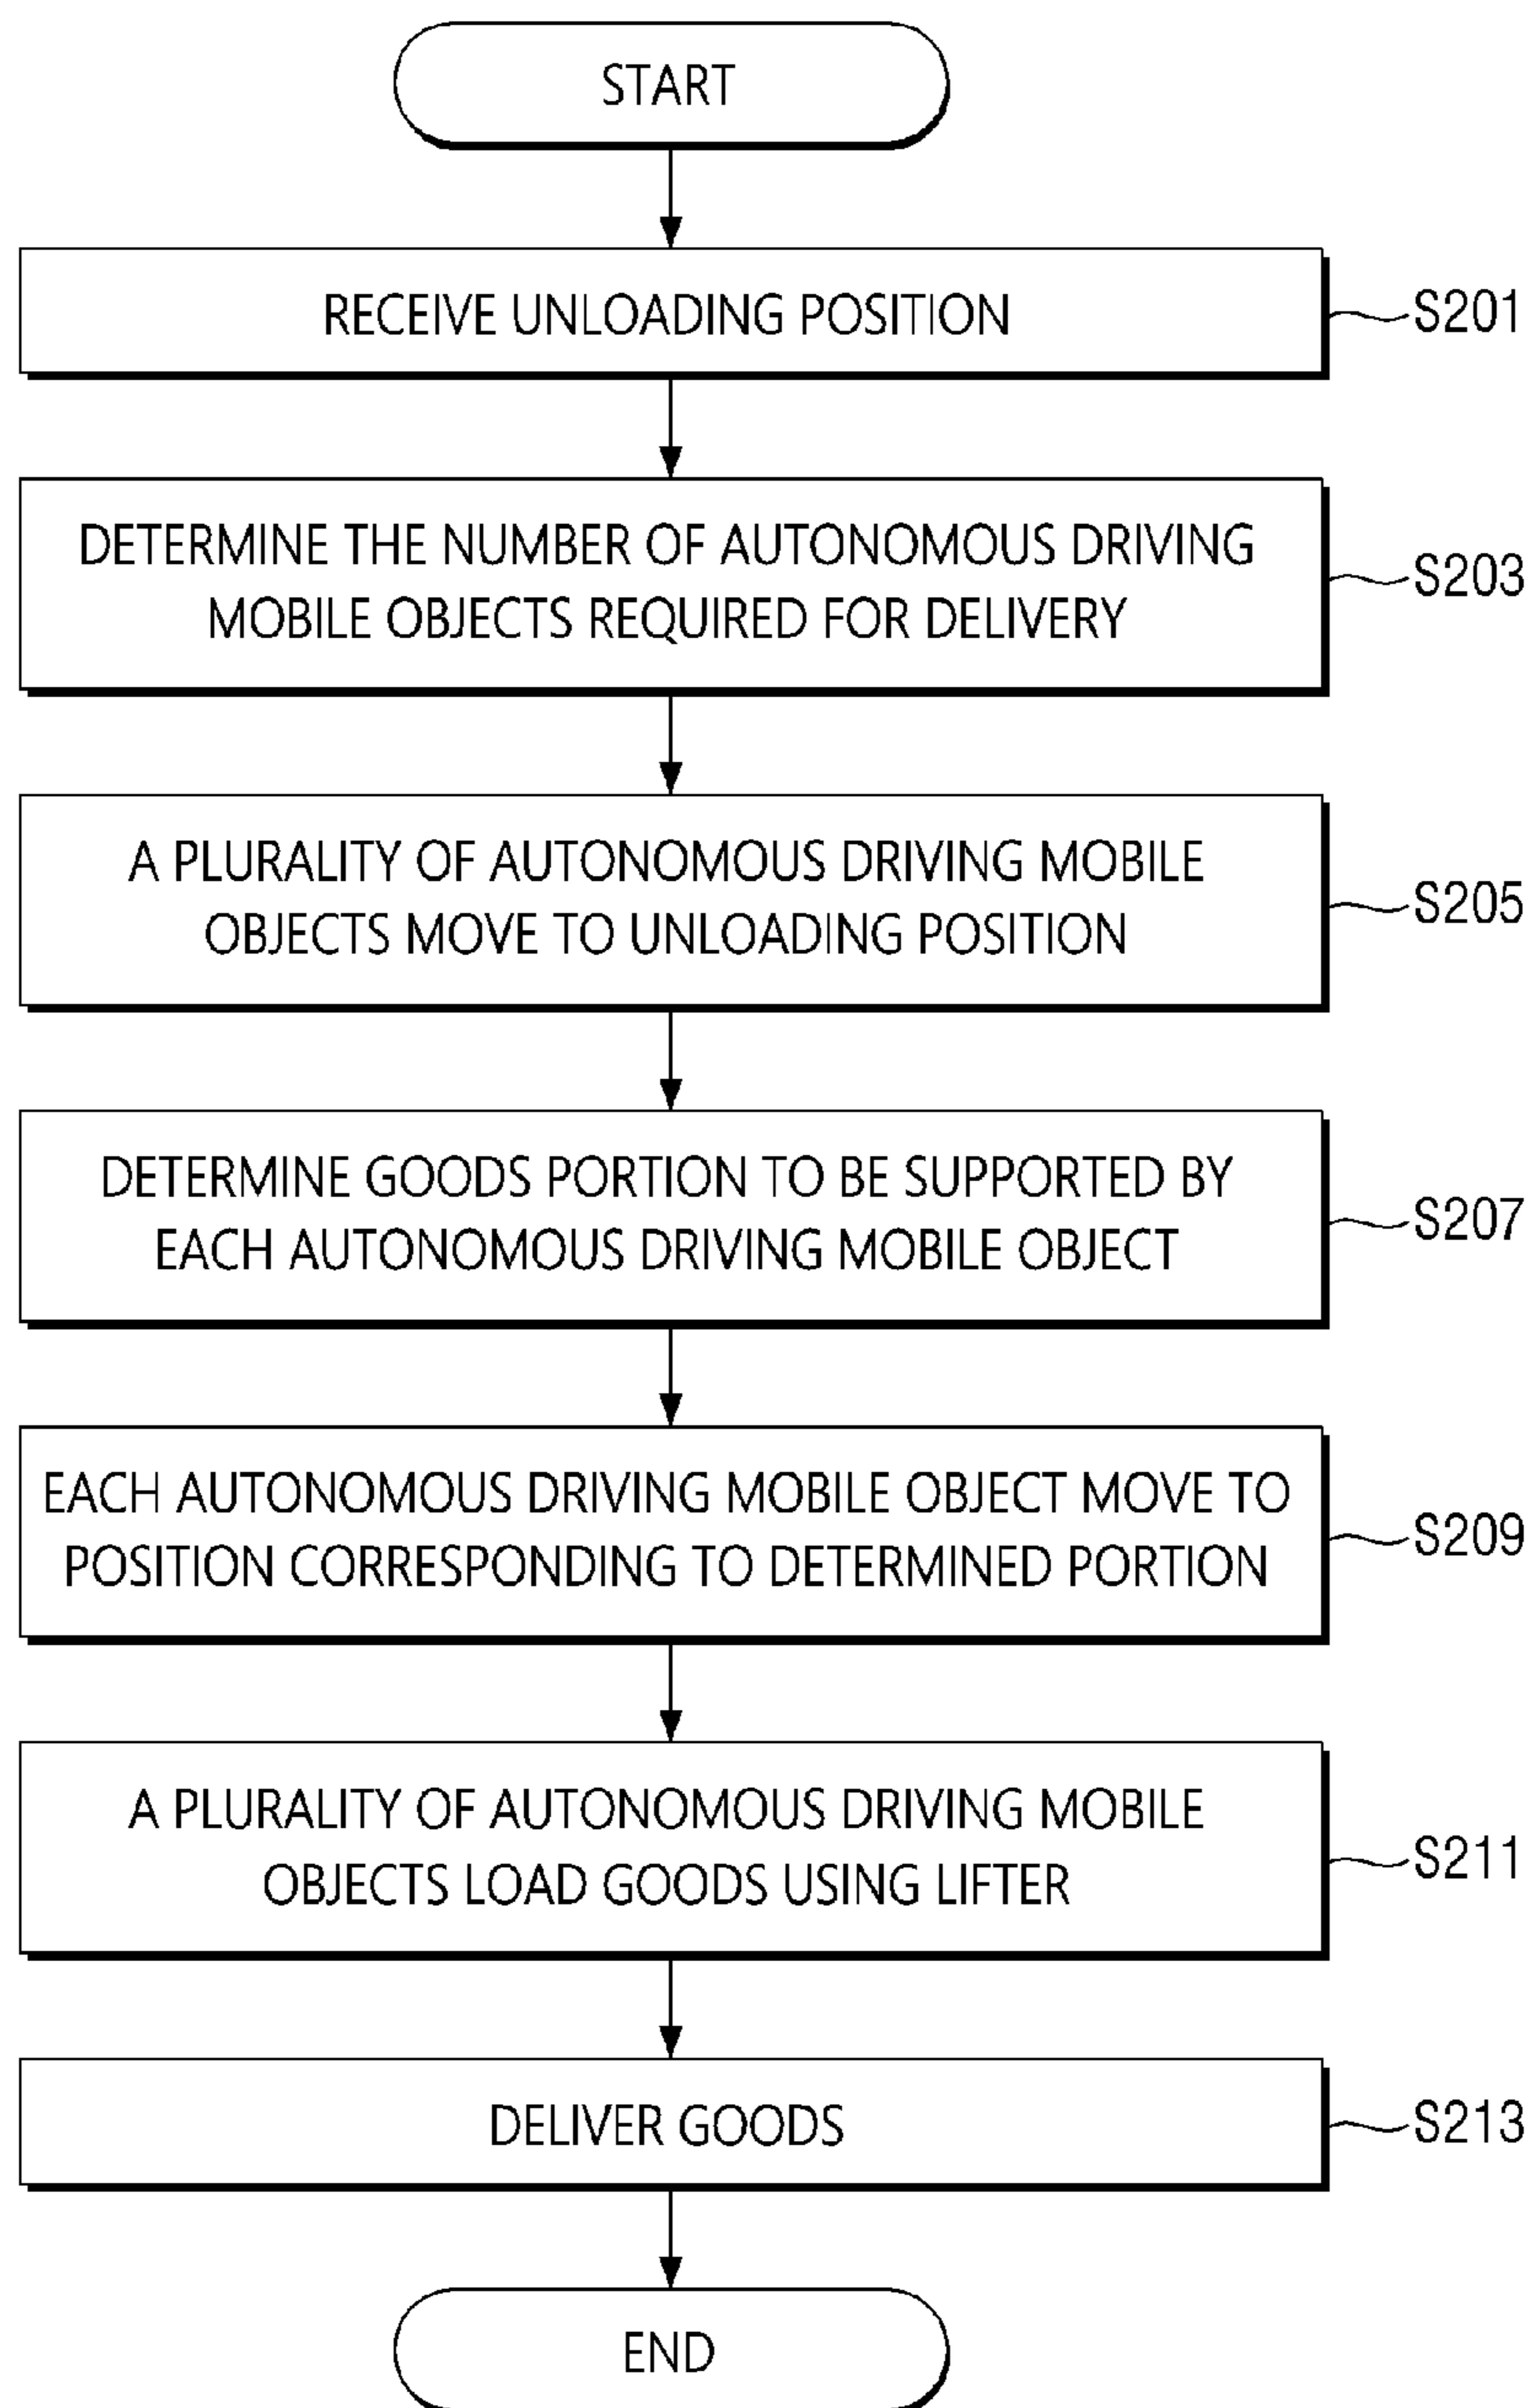 START
RECEIVE UNLOADING POSITION
S201
DETERMINE THE NUMBER OF AUTONOMOUS DRIVING
MOBILE OBJECTS REQUIRED FOR DELIVERY
S203
A PLURALITY OF AUTONOMOUS DRIVING MOBILE
OBJECTS MOVE TO UNLOADING POSITION
S205
DETERMINE GOODS PORTION TO BE SUPPORTED BY
EACH AUTONOMOUS DRIVING MOBILE OBJECT
S207
EACH AUTONOMOUS DRIVING MOBILE OBJECT MOVE TO
POSITION CORRESPONDING TO DETERMINED PORTION
S209
A PLURALITY OF AUTONOMOUS DRIVING MOBILE
OBJECTS LOAD GOODS USING LIFTER
S211
DELIVER GOODS
S213
END